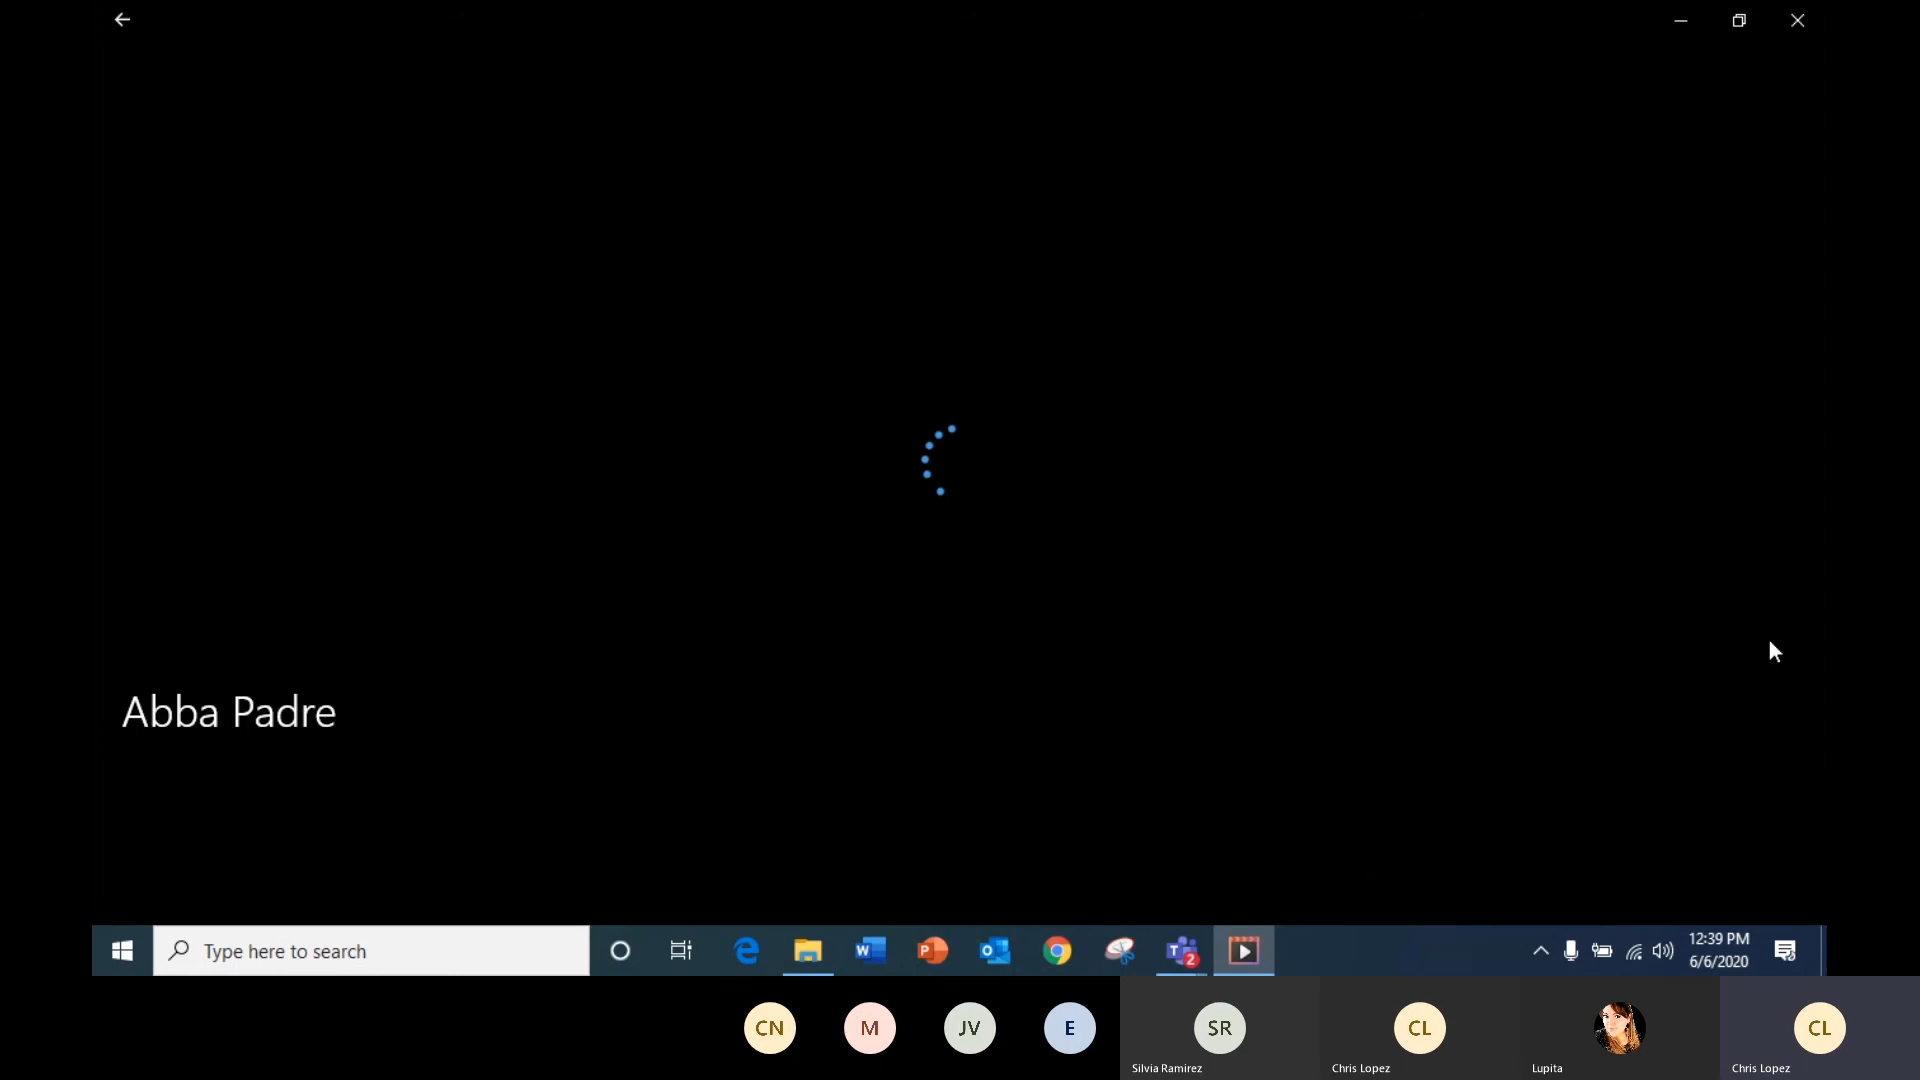 Abba Padre
Type here to search
W
P
O
T
2
12:39 PM
6/6/2020
CN
M
JV
E
SR
CL
CL
Silvia Ramirez
Chris Lopez
Lupita
Chris Lopez